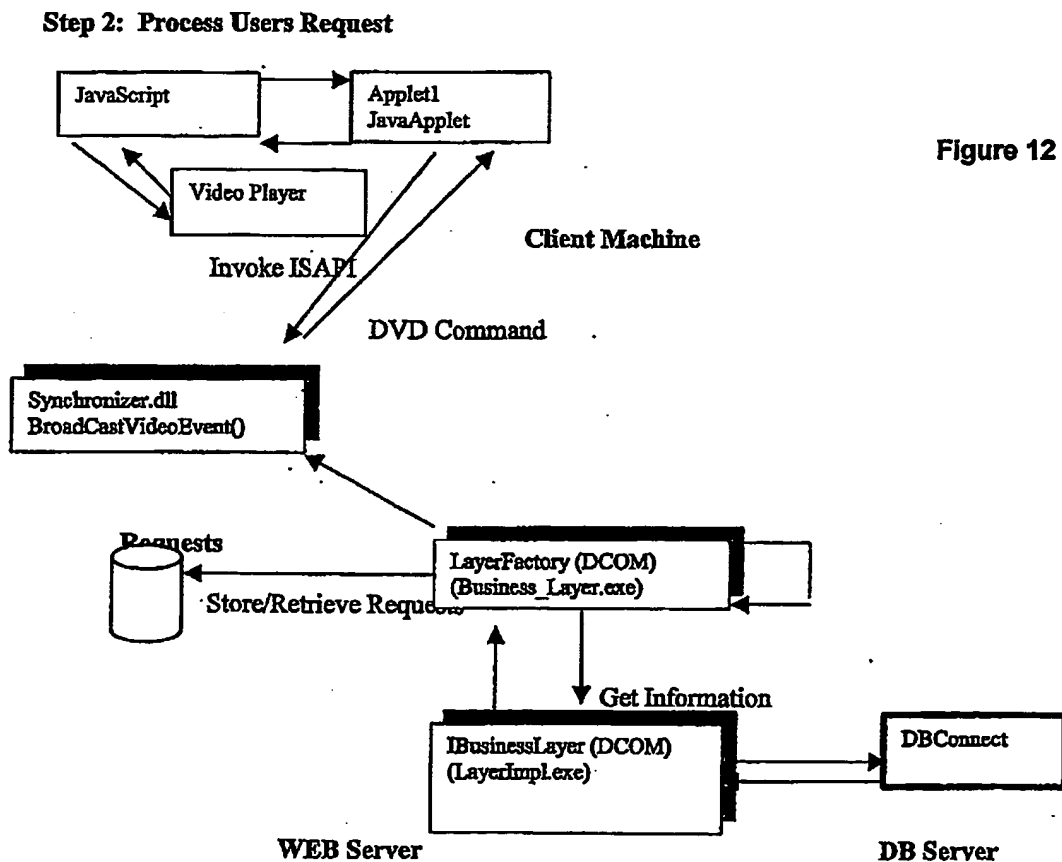 Step 2: Process Users Request
JavaScript
Applet1
JavaApplet
Figure 12
Video Player
Client Machine
Invoke ISAPI
DVD Command
Synchronizer.dll
BroadCastVideoEvent()
Requests
LayerFactory (DCOM)
(Business_Layer.exe)
Store/Retrieve Requests
Get Information
IBusinessLayer (DCOM)
(LayerImpl.exe)
DBConnect
WEB Server
DB Server